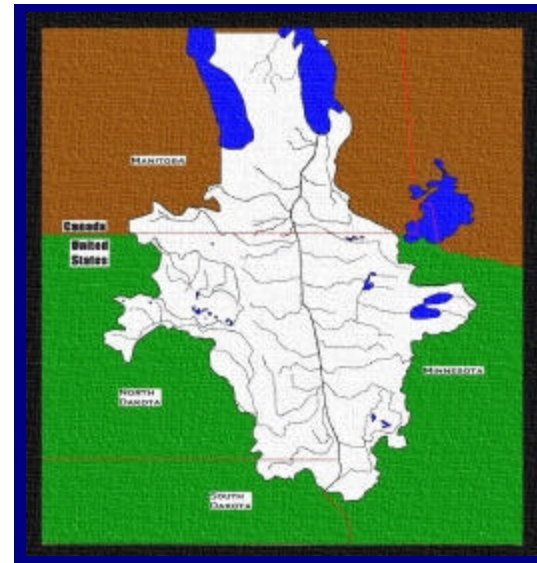 Manitoba
Canada
United
States
Minnesota
North
Dakota
South
Dakota